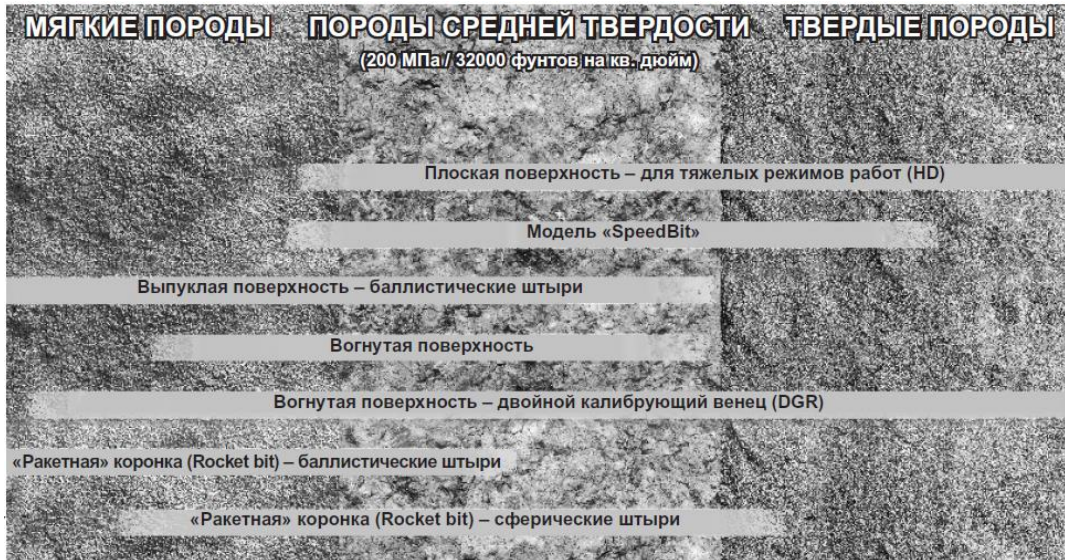 МЯГКИЕ ПОРОДЫ ПОРОДЫ СРЕДНЕЙ ТВЕРДОСТИ ТВЕРДЫЕ ПОРОДЫ
(200 МПа / 32000 фунтов на кв. дюйм)
Плоская поверхность – для тяжелых режимов работ (HD)
Модель «SpeedBit»
Выпуклая поверхность – баллистические штыри
Вогнутая поверхность
Вогнутая поверхность – двойной калибрующий венец (DGR)
«Ракетная» коронка (Rocket bit) – баллистические штыри
«Ракетная» коронка (Rocket bit) – сферические штыри